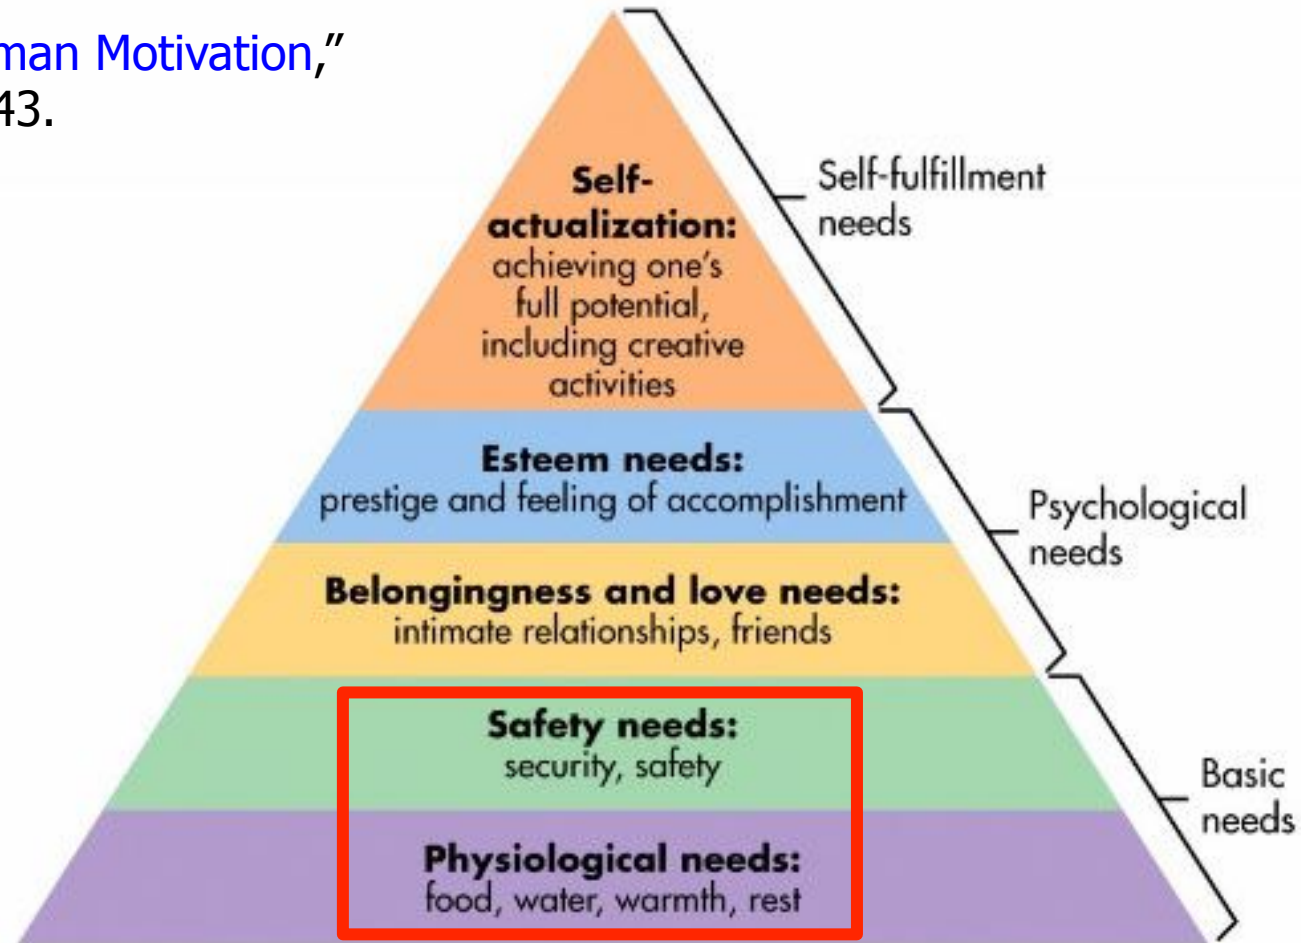 man Motivation,”
43.
Self-
actualization:
achieving one’s
full potential,
including creative
activities
Self-fulfillment
needs
Esteem needs:
prestige and feeling of accomplishment
Psychological
needs
Belongingness and love needs:
intimate relationships, friends
Safety needs:
security, safety
Basic
needs
Physiological needs:
food, water, warmth, rest